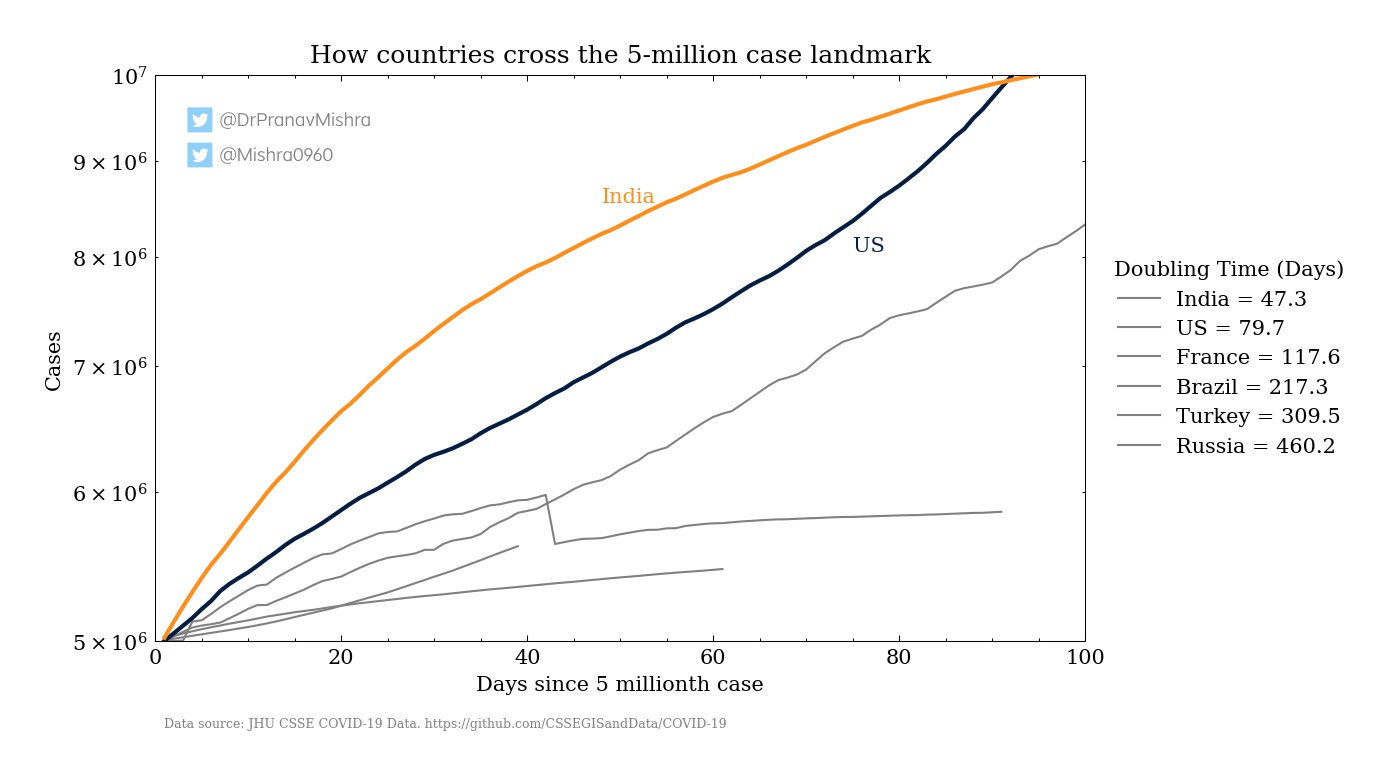 How countries cross the 5-million case landmark
@DrPranavMishra
@Mishra0960
India
US
Cases
10⁷
9 × 10⁶
8 × 10⁶
7 × 10⁶
6 × 10⁶
5 × 10⁶
0 20 40 60 80 100
Days since 5 millionth case
Doubling Time (Days)
India = 47.3
US = 79.7
France = 117.6
Brazil = 217.3
Turkey = 309.5
Russia = 460.2
Data source: JHU CSSE COVID-19 Data. https://github.com/CSSEGISandData/COVID-19